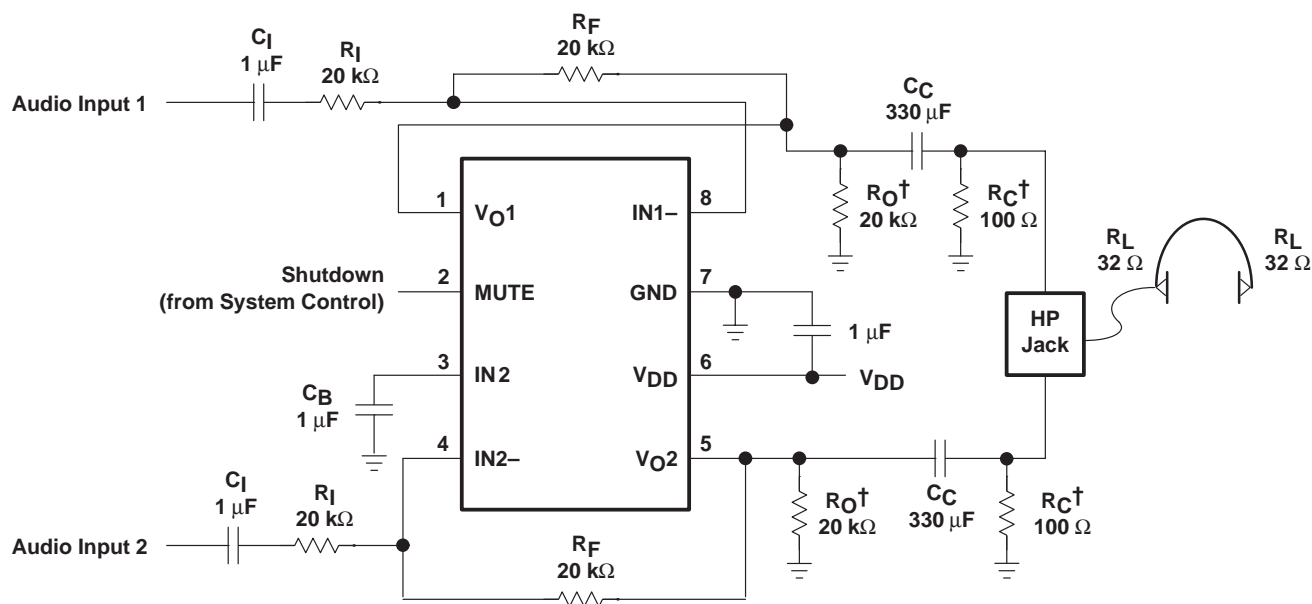 CI
1 μF
RI
20 kΩ
RF
20 kΩ
Audio Input 1
CC
330 μF
1
VO1
IN1–
8
RO†
20 kΩ
RC†
100 Ω
RL
32 Ω
RL
32 Ω
Shutdown
(from System Control)
2
MUTE
GND
7
1 μF
HP
Jack
3
IN2
VDD
6
VDD
CB
1 μF
4
IN2–
VO2
5
CI
1 μF
RI
20 kΩ
RO†
20 kΩ
CC
330 μF
RC†
100 Ω
Audio Input 2
RF
20 kΩ